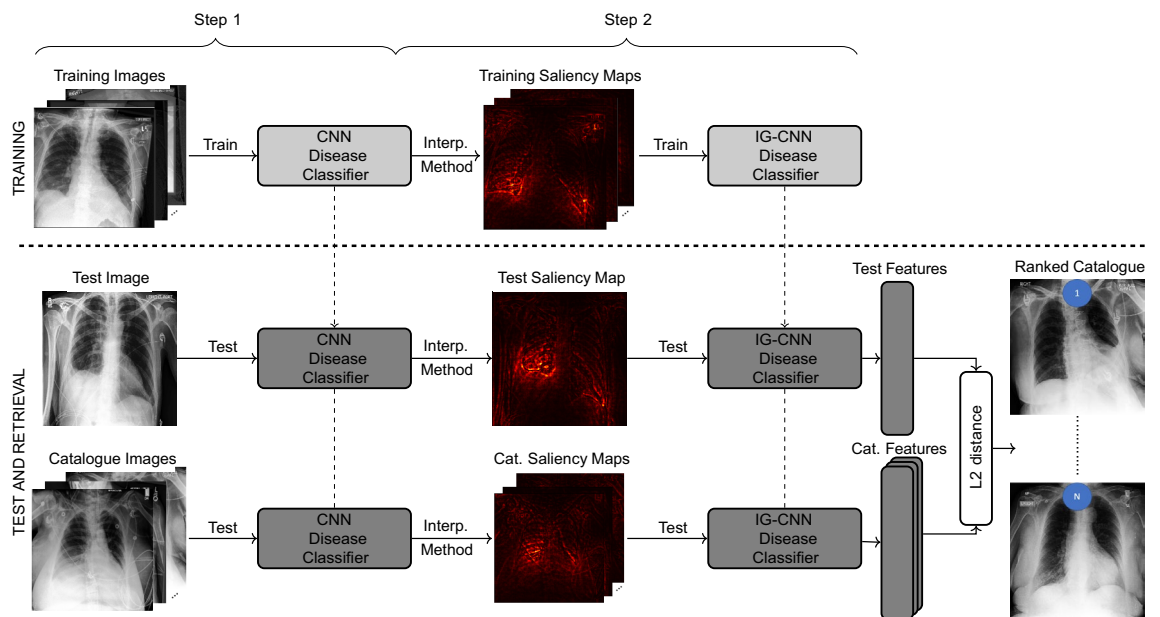 Step 1
Step 2
Training Images
Training Saliency Maps
TRAINING
Train
CNN
Disease
Classifier
Interp.
Method
Train
IG-CNN
Disease
Classifier
TEST AND RETRIEVAL
Test Image
Test Saliency Map
Test Features
Ranked Catalogue
Test
CNN
Disease
Classifier
Interp.
Method
Test
IG-CNN
Disease
Classifier
1
L2 distance
Catalogue Images
Cat. Saliency Maps
Cat. Features
Test
CNN
Disease
Classifier
Interp.
Method
Test
IG-CNN
Disease
Classifier
N